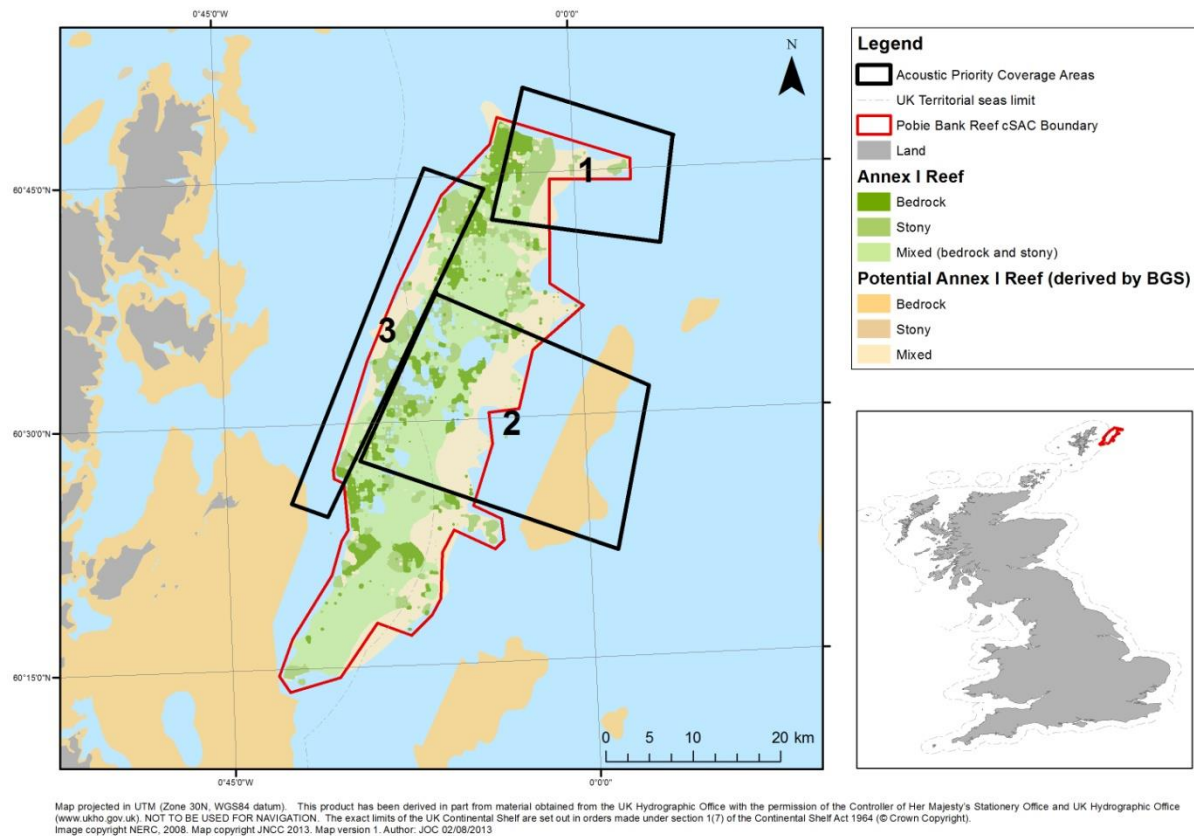 0°45'0"W
0°0'0"
N
60°45'0"N
60°30'0"N
60°15'0"N
1
2
3
0 5 10 20 km
0°45'0"W
0°0'0"
Legend
Acoustic Priority Coverage Areas
UK Territorial seas limit
Pobie Bank Reef cSAC Boundary
Land
Annex I Reef
Bedrock
Stony
Mixed (bedrock and stony)
Potential Annex I Reef (derived by BGS)
Bedrock
Stony
Mixed
Map projected in UTM (Zone 30N, WGS84 datum). This product has been derived in part from material obtained from the UK Hydrographic Office with the permission of the Controller of Her Majesty's Stationery Office and UK Hydrographic Office
(www.ukho.gov.uk). NOT TO BE USED FOR NAVIGATION. The exact limits of the UK Continental Shelf are set out in orders made under section 1(7) of the Continental Shelf Act 1964 (© Crown Copyright).
Image copyright NERC, 2008. Map copyright JNCC 2013. Map version 1. Author: JOC 02/08/2013